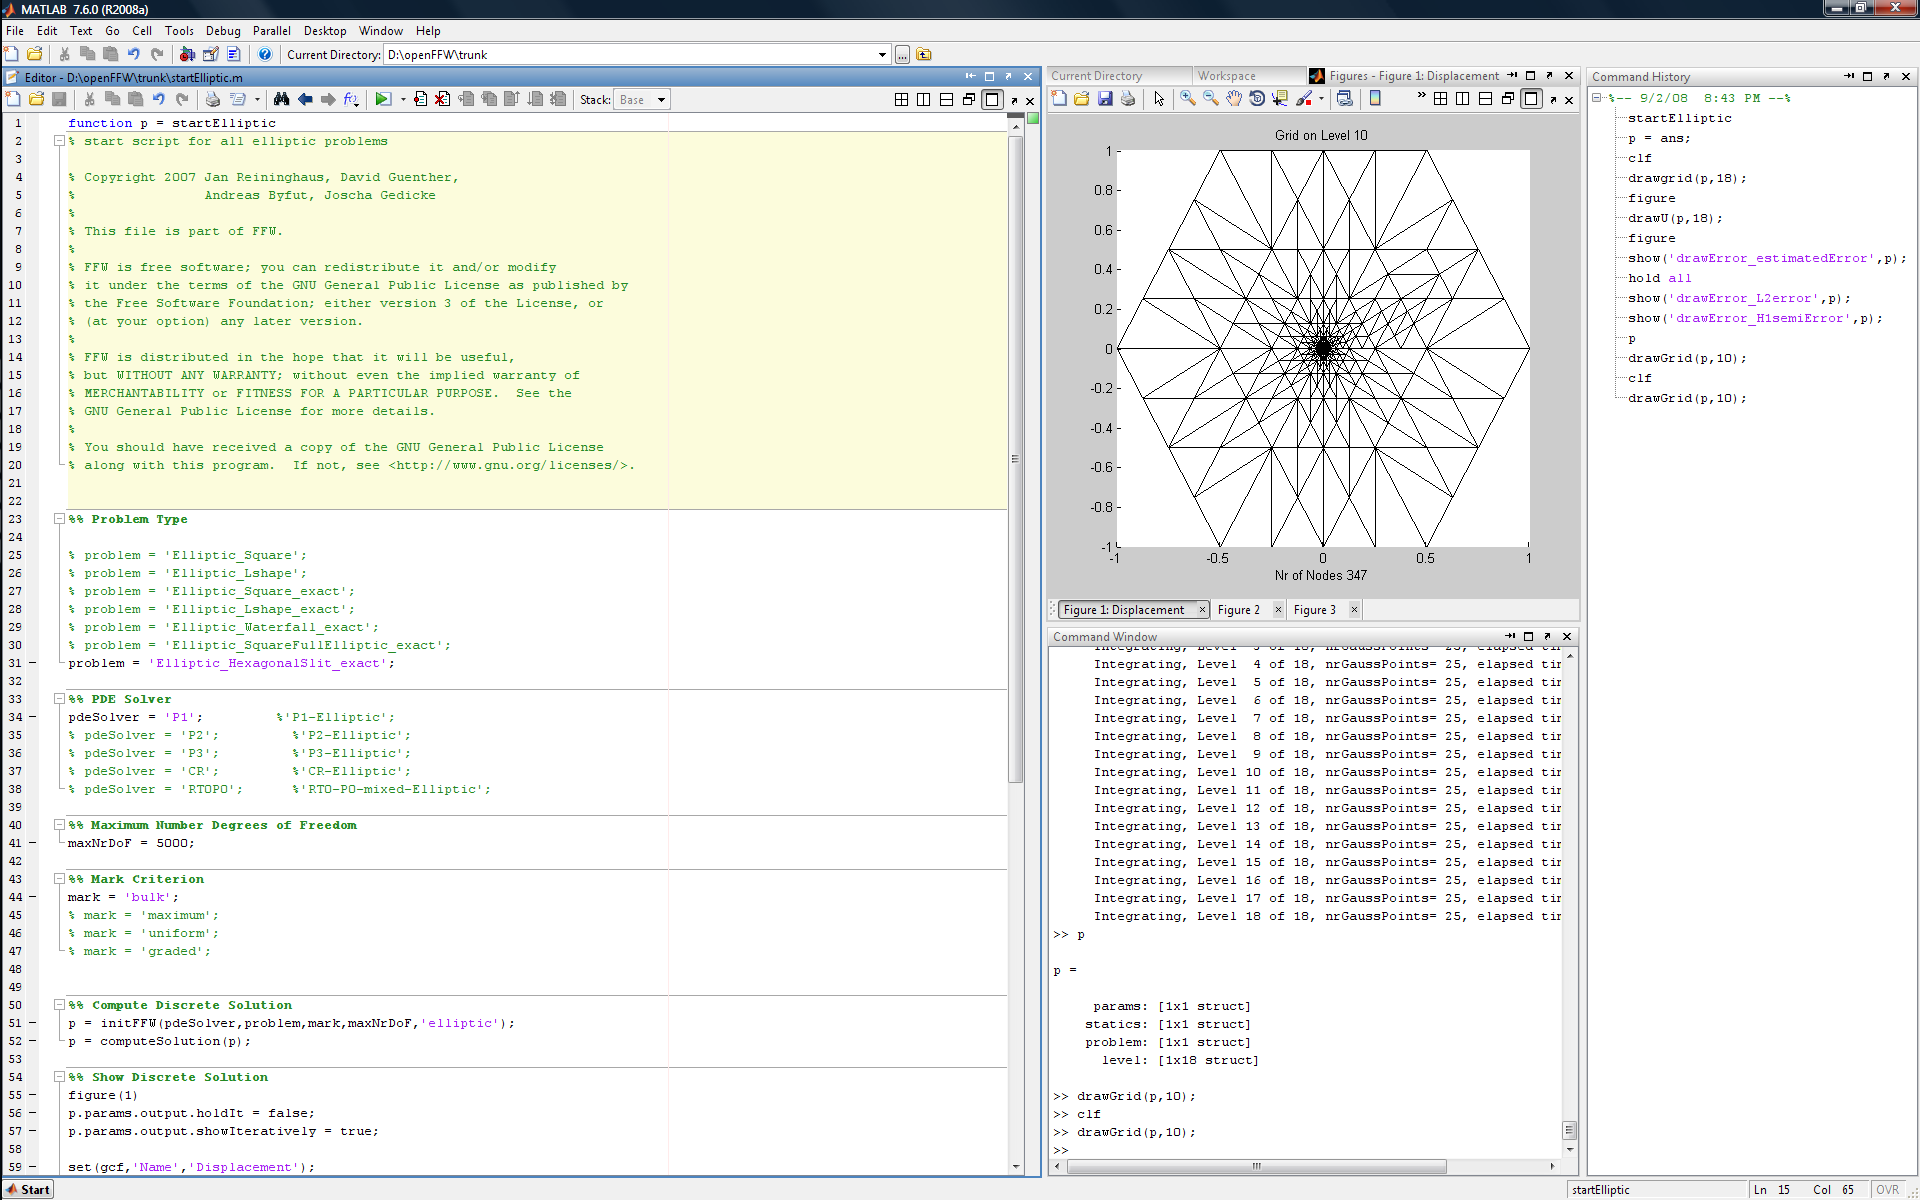 MATLAB 7.6.0 (R2008a)
File Edit Text Go Cell Tools Debug Parallel Desktop Window Help
Current Directory: D:\openFFW\trunk
Editor - D:\openFFW\trunk\startElliptic.m
Stack: Base
1 function p = startElliptic
2 % start script for all elliptic problems
3
4 % Copyright 2007 Jan Reininghaus, David Guenther,
5 % Andreas Byfut, Joscha Gedicke
6 %
7 % This file is part of FFW.
8 %
9 % FFW is free software; you can redistribute it and/or modify
10 % it under the terms of the GNU General Public License as published by
11 % the Free Software Foundation; either version 3 of the License, or
12 % (at your option) any later version.
13 %
14 % FFW is distributed in the hope that it will be useful,
15 % but WITHOUT ANY WARRANTY; without even the implied warranty of
16 % MERCHANTABILITY or FITNESS FOR A PARTICULAR PURPOSE.  See the
17 % GNU General Public License for more details.
18 %
19 % You should have received a copy of the GNU General Public License
20 % along with this program.  If not, see <http://www.gnu.org/licenses/>.
21
22
23 %% Problem Type
24
25 % problem = 'Elliptic_Square';
26 % problem = 'Elliptic_Lshape';
27 % problem = 'Elliptic_Square_exact';
28 % problem = 'Elliptic_Lshape_exact';
29 % problem = 'Elliptic_Waterfall_exact';
30 % problem = 'Elliptic_SquareFullElliptic_exact';
31 – problem = 'Elliptic_HexagonalSlit_exact';
32
33 %% PDE Solver
34 – pdeSolver = 'P1'; %'P1-Elliptic';
35 % pdeSolver = 'P2'; %'P2-Elliptic';
36 % pdeSolver = 'P3'; %'P3-Elliptic';
37 % pdeSolver = 'CR'; %'CR-Elliptic';
38 % pdeSolver = 'RT0P0'; %'RT0-P0-mixed-Elliptic';
39
40 %% Maximum Number Degrees of Freedom
41 – maxNrDoF = 5000;
42
43 %% Mark Criterion
44 – mark = 'bulk';
45 % mark = 'maximum';
46 % mark = 'uniform';
47 % mark = 'graded';
48
49
50 %% Compute Discrete Solution
51 – p = initFFW(pdeSolver,problem,mark,maxNrDoF,'elliptic');
52 – p = computeSolution(p);
53
54 %% Show Discrete Solution
55 – figure(1)
56 – p.params.output.holdIt = false;
57 – p.params.output.showIteratively = true;
58
59 – set(gcf,'Name','Displacement');
Current Directory Workspace Figures - Figure 1: Displacement
Grid on Level 10
1
0.8
0.6
0.4
0.2
0
-0.2
-0.4
-0.6
-0.8
-1
-1 -0.5 0 0.5 1
Nr of Nodes 347
Figure 1: Displacement × Figure 2 × Figure 3 ×
Command Window
Integrating, Level 4 of 18, nrGaussPoints= 25, elapsed
Integrating, Level 5 of 18, nrGaussPoints= 25, elapsed
Integrating, Level 6 of 18, nrGaussPoints= 25, elapsed
Integrating, Level 7 of 18, nrGaussPoints= 25, elapsed
Integrating, Level 8 of 18, nrGaussPoints= 25, elapsed
Integrating, Level 9 of 18, nrGaussPoints= 25, elapsed
Integrating, Level 10 of 18, nrGaussPoints= 25, elapsed
Integrating, Level 11 of 18, nrGaussPoints= 25, elapsed
Integrating, Level 12 of 18, nrGaussPoints= 25, elapsed
Integrating, Level 13 of 18, nrGaussPoints= 25, elapsed
Integrating, Level 14 of 18, nrGaussPoints= 25, elapsed
Integrating, Level 15 of 18, nrGaussPoints= 25, elapsed
Integrating, Level 16 of 18, nrGaussPoints= 25, elapsed
Integrating, Level 17 of 18, nrGaussPoints= 25, elapsed
Integrating, Level 18 of 18, nrGaussPoints= 25, elapsed
>> p
p =
params: [1x1 struct]
statics: [1x1 struct]
problem: [1x1 struct]
level: [1x18 struct]
>> drawGrid(p,10);
>> clf
>> drawGrid(p,10);
>>
Command History
%-- 9/2/08  8:43 PM --%
startElliptic
p = ans;
clf
drawgrid(p,18);
figure
drawU(p,18);
figure
show('drawError_estimatedError',p);
hold all
show('drawError_L2error',p);
show('drawError_H1semiError',p);
p
drawGrid(p,10);
clf
drawGrid(p,10);
Start
startElliptic Ln 15 Col 65 OVR